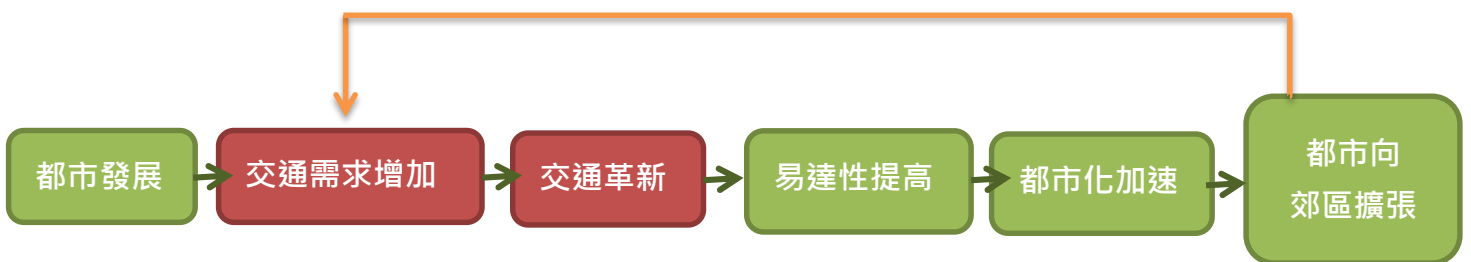 都市發展
交通需求增加
交通革新
易達性提高
都市化加速
都市向
郊區擴張